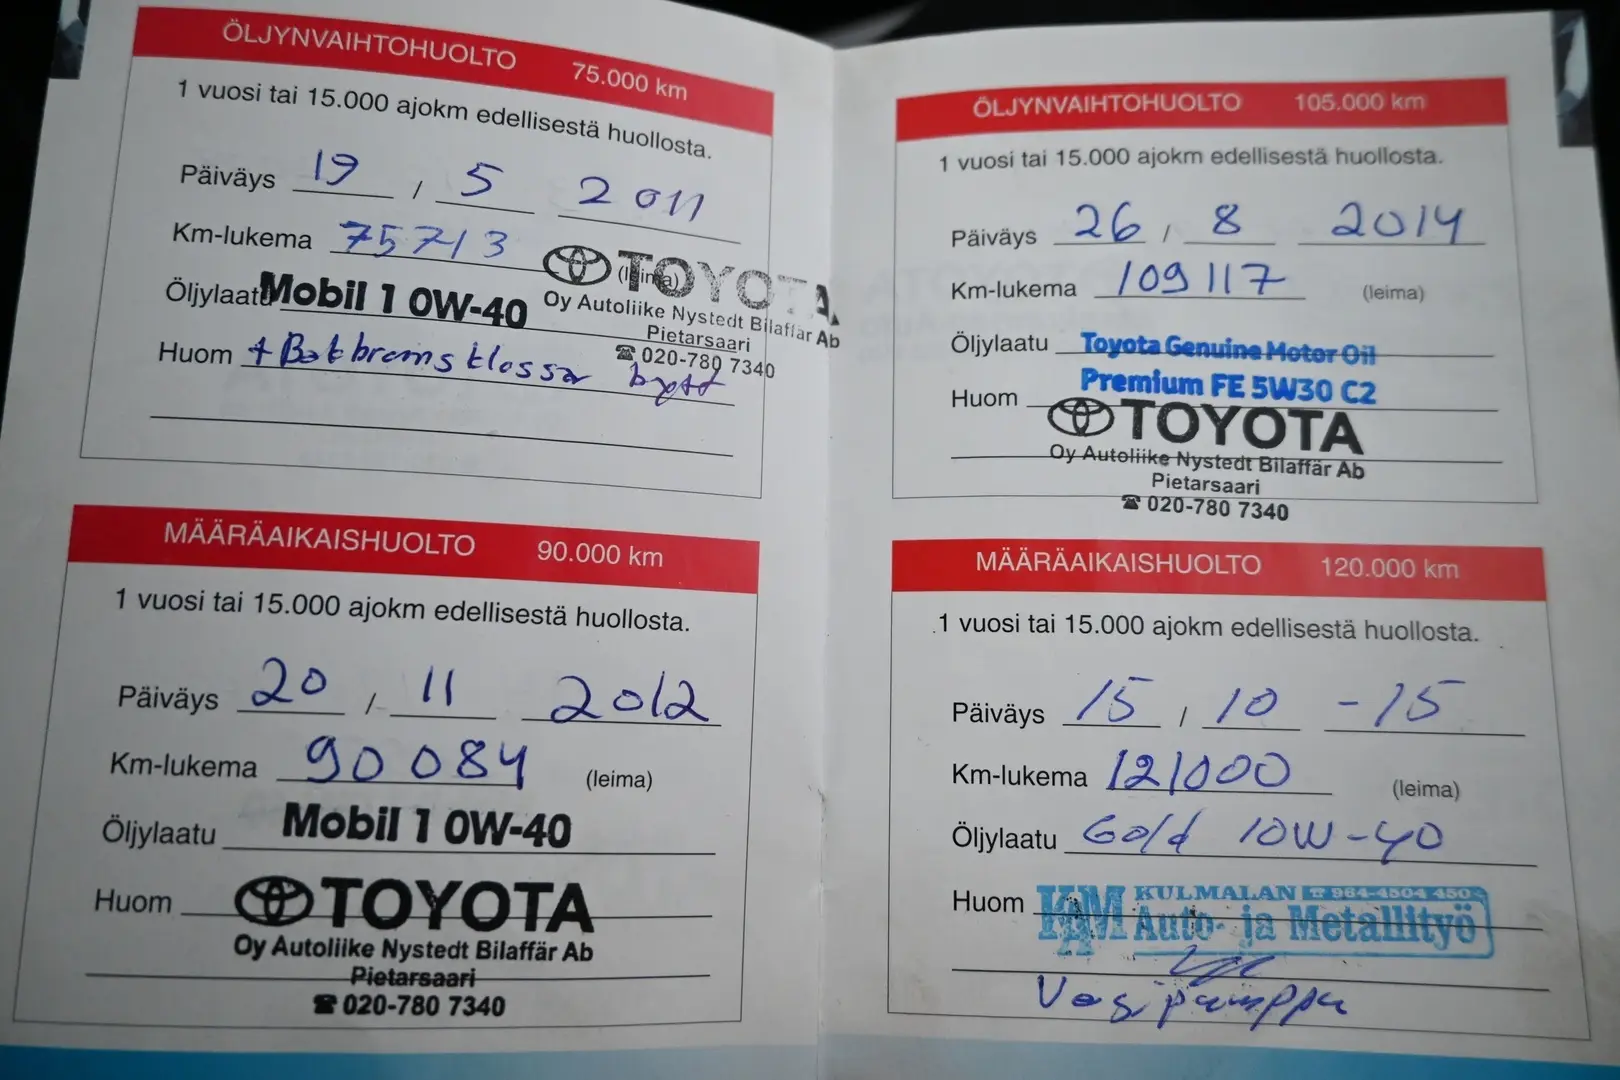 ÖLJYNVAIHTOHUOLTO 75.000 km
1 vuosi tai 15.000 ajokm edellisestä huollosta.
Päiväys 19 / 5 2011
Km-lukema 75713
(leima)
TOYOTA
Öljylaatu Mobil 1 0W-40
Oy Autoliike Nystedt Bilaffär Ab
Pietarsaari
☎ 020-780 7340
Huom + Bakbromsklossar bytt
MÄÄRÄAIKAISHUOLTO 90.000 km
1 vuosi tai 15.000 ajokm edellisestä huollosta.
Päiväys 20 / 11 2012
Km-lukema 90084 (leima)
Öljylaatu Mobil 1 0W-40
Huom TOYOTA
Oy Autoliike Nystedt Bilaffär Ab
Pietarsaari
☎ 020-780 7340
ÖLJYNVAIHTOHUOLTO 105.000 km
1 vuosi tai 15.000 ajokm edellisestä huollosta.
Päiväys 26 / 8 2014
Km-lukema 109117 (leima)
Öljylaatu Toyota Genuine Motor Oil
Premium FE 5W30 C2
Huom TOYOTA
Oy Autoliike Nystedt Bilaffär Ab
Pietarsaari
☎ 020-780 7340
MÄÄRÄAIKAISHUOLTO 120.000 km
1 vuosi tai 15.000 ajokm edellisestä huollosta.
Päiväys 15 / 10 -15
Km-lukema 121000 (leima)
Öljylaatu Gold 10W-40
Huom KAM KULMALAN ☎ 964-4504 450
Auto- ja Metallityö
Vesipumppu